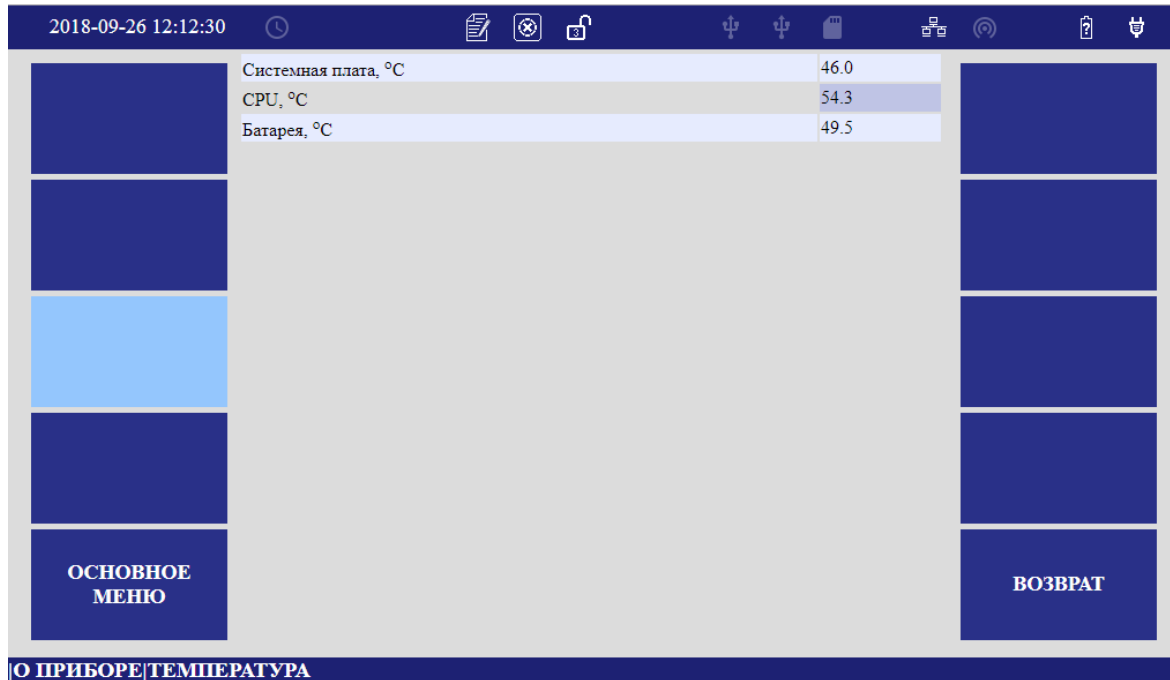 2018-09-26 12:12:30
3
?
Системная плата, °C 46.0
CPU, °C 54.3
Батарея, °C 49.5
ОСНОВНОЕ
МЕНЮ
ВОЗВРАТ
|О ПРИБОРЕ|ТЕМПЕРАТУРА